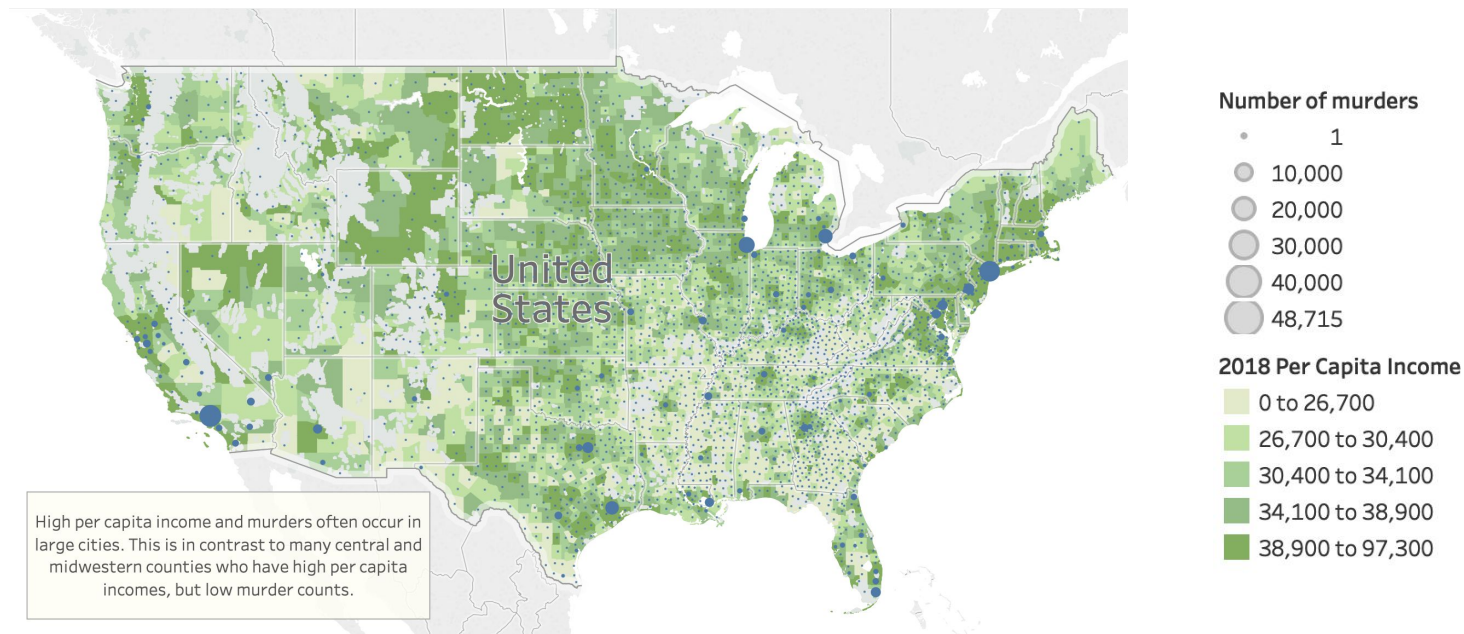 United
States
High per capita income and murders often occur in
large cities. This is in contrast to many central and
midwestern counties who have high per capita
incomes, but low murder counts.
Number of murders
1
10,000
20,000
30,000
40,000
48,715
2018 Per Capita Income
0 to 26,700
26,700 to 30,400
30,400 to 34,100
34,100 to 38,900
38,900 to 97,300